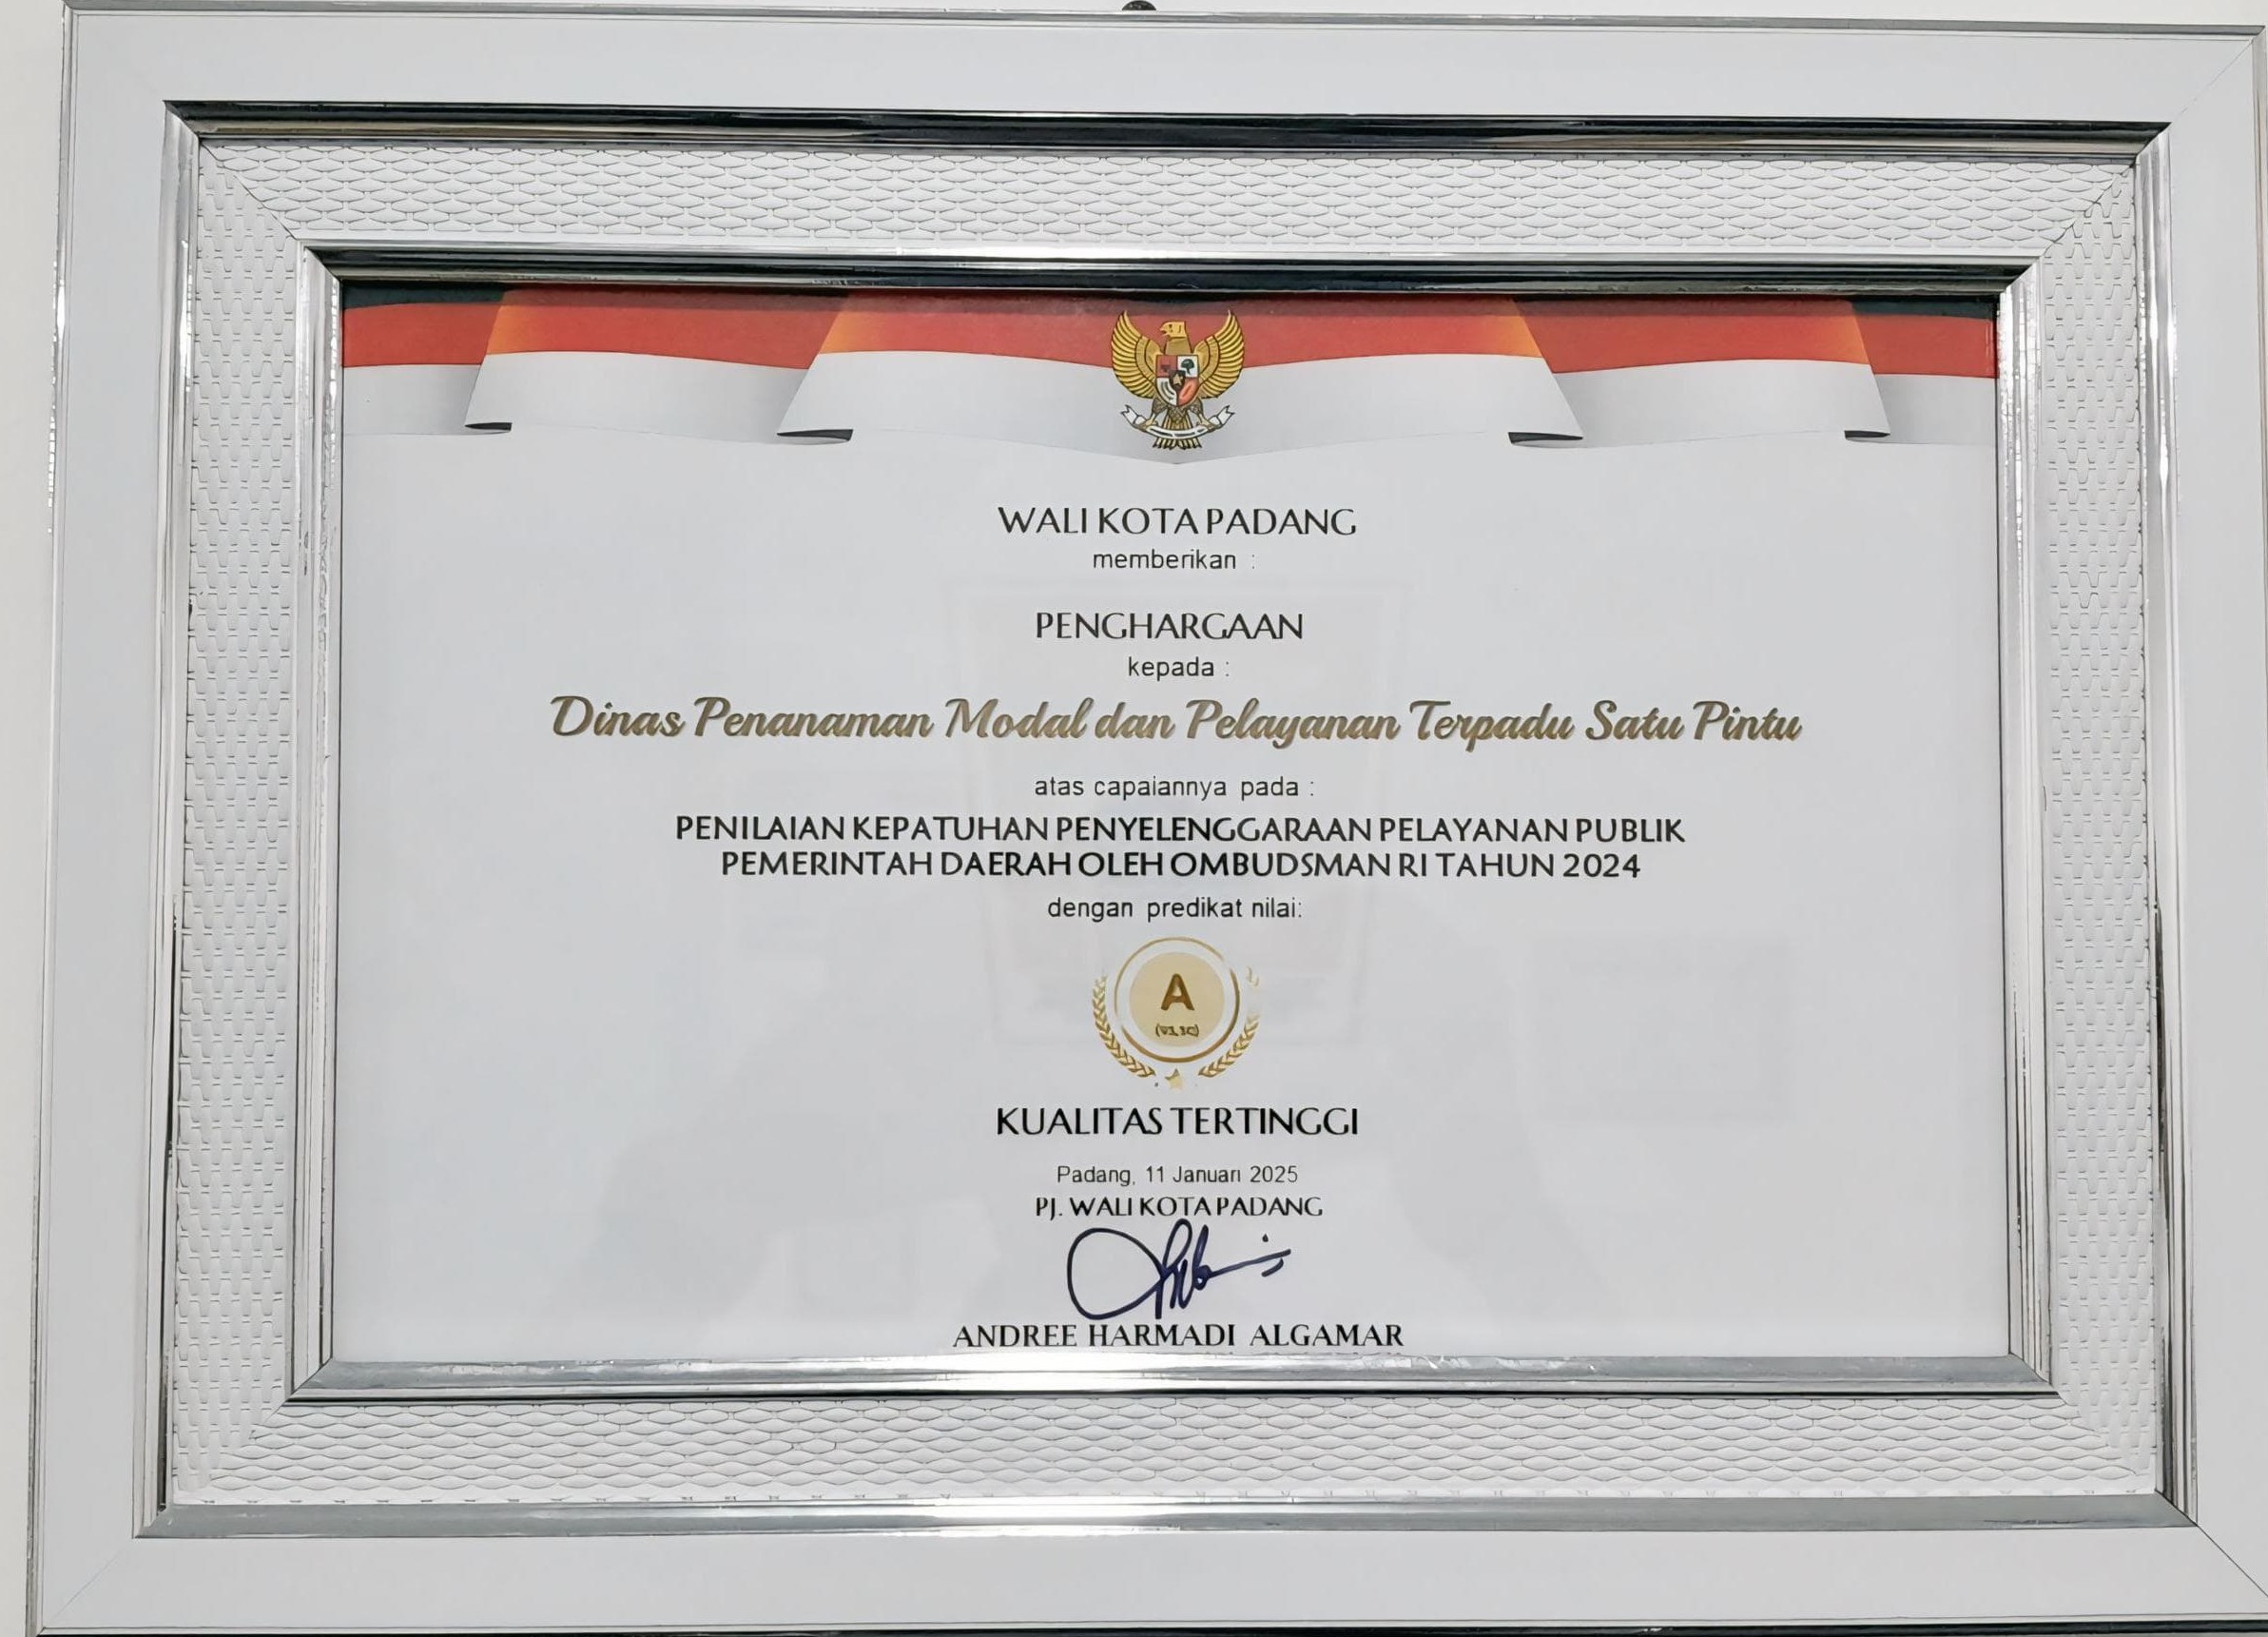 WALI KOTA PADANG
memberikan :
PENGHARGAAN
kepada :
Dinas Penanaman Modal dan Pelayanan Terpadu Satu Pintu
atas capaiannya pada :
PENILAIAN KEPATUHAN PENYELENGGARAAN PELAYANAN PUBLIK
PEMERINTAH DAERAH OLEH OMBUDSMAN RI TAHUN 2024
dengan predikat nilai:
A
KUALITAS TERTINGGI
Padang, 11 Januari 2025
PJ. WALI KOTA PADANG
ANDREE HARMADI ALGAMAR